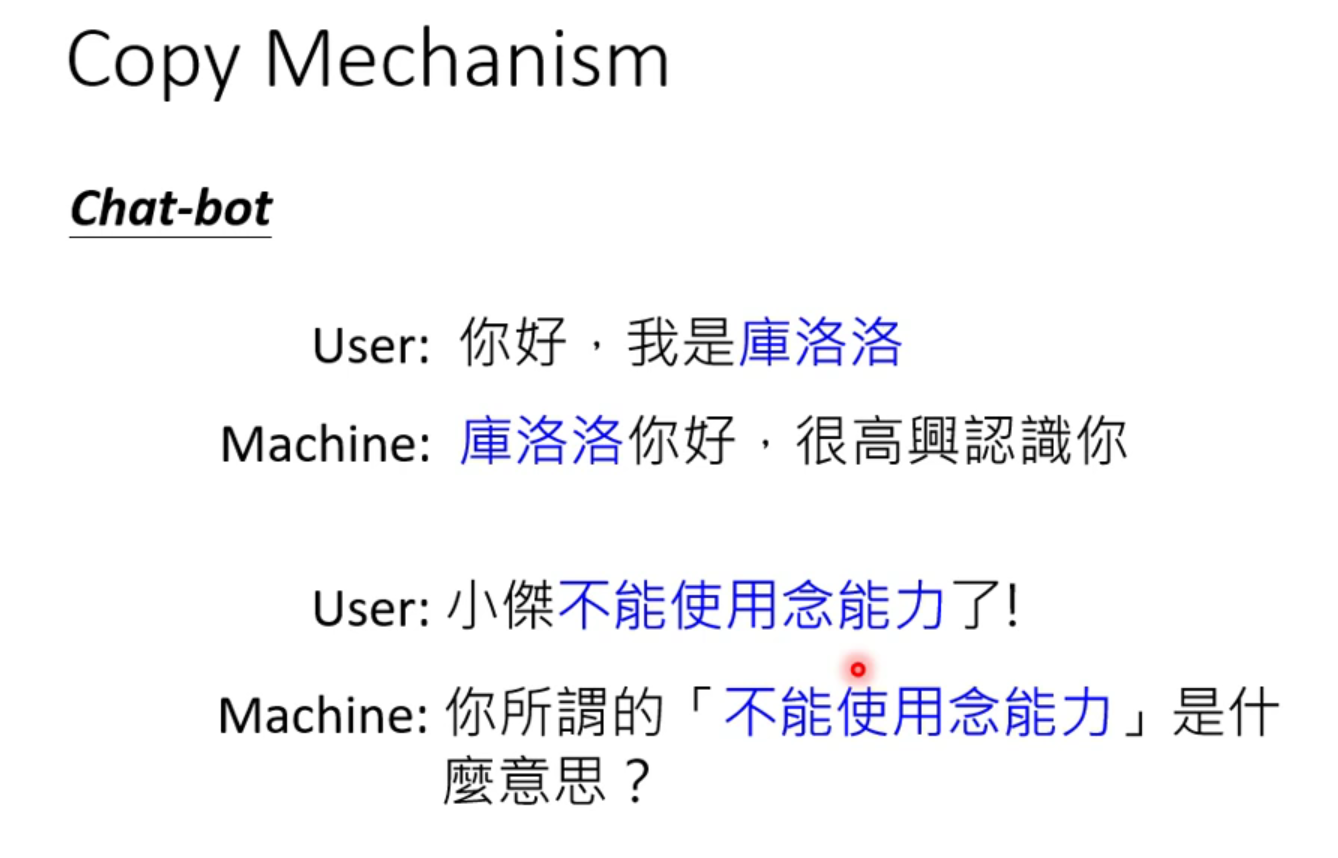 Copy Mechanism
Chat-bot
User: 你好，我是庫洛洛
Machine: 庫洛洛你好，很高興認識你
User: 小傑不能使用念能力了!
Machine: 你所謂的「不能使用念能力」是什
麼意思？